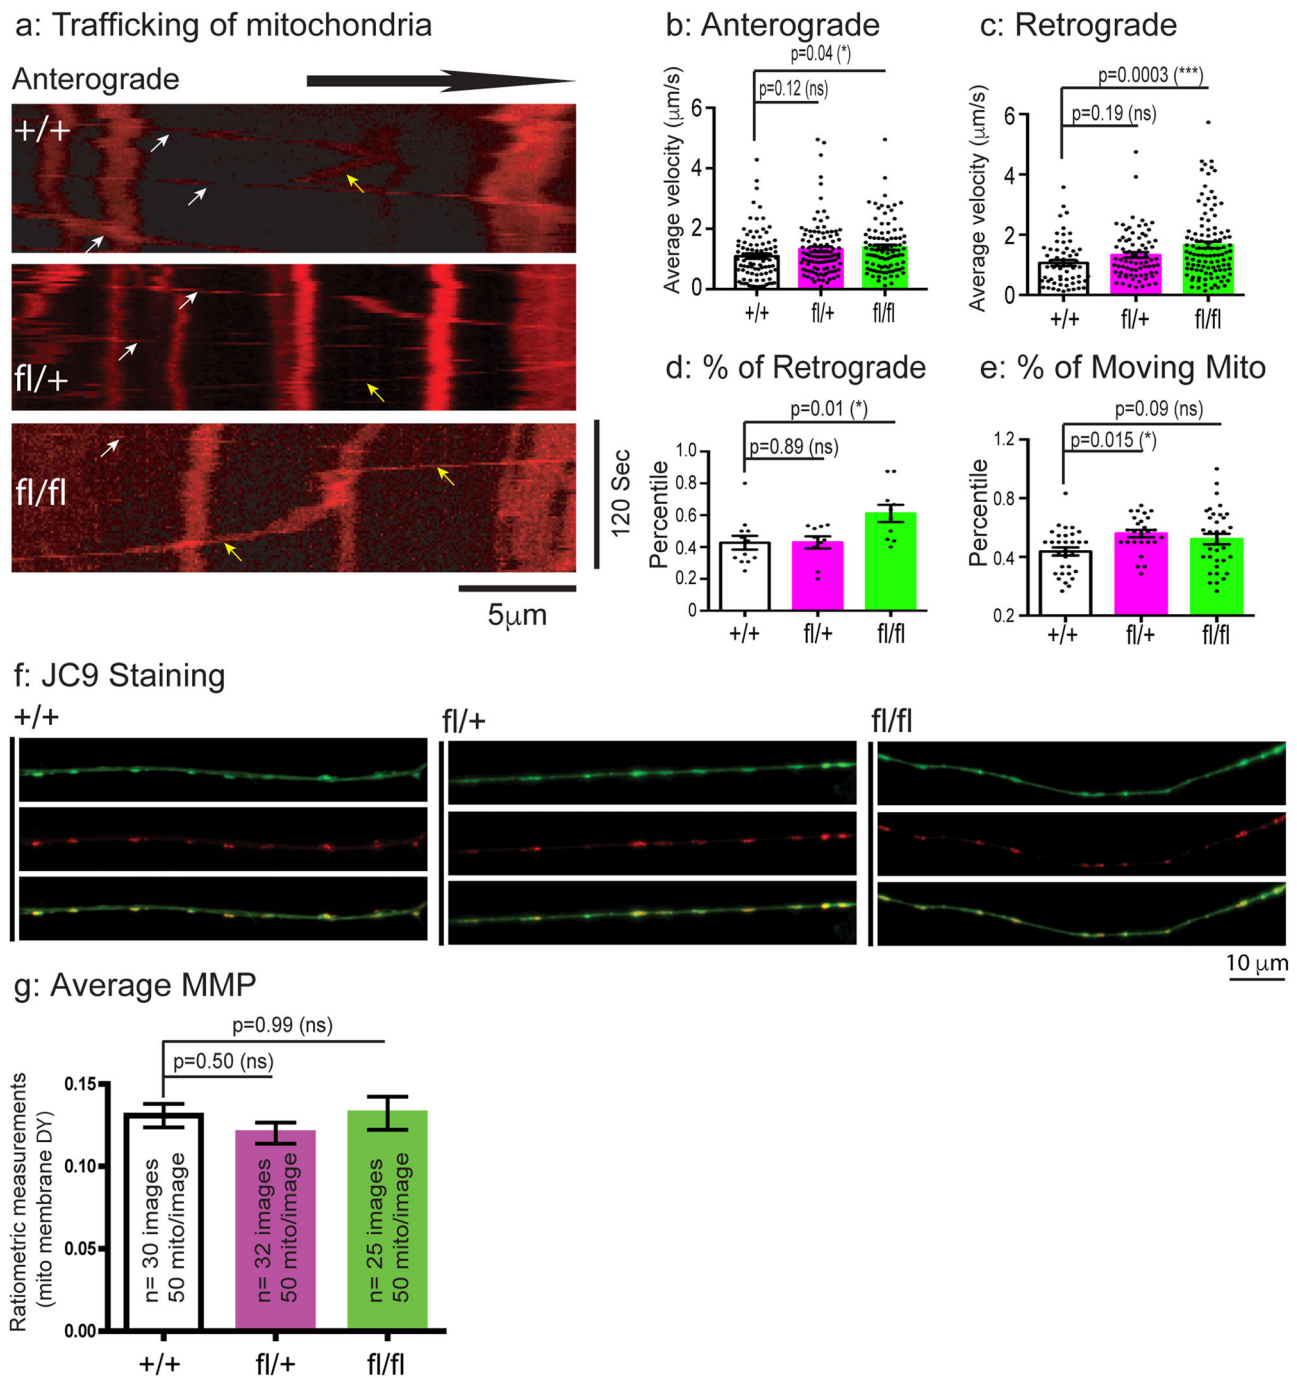 a: Trafficking of mitochondria
Anterograde
+/+
fl/+
fl/fl
120 Sec
5μm
b: Anterograde
p=0.04 (*)
p=0.12 (ns)
Average velocity (μm/s)
6
4
2
0
+/+ fl/+ fl/fl
c: Retrograde
p=0.0003 (***)
p=0.19 (ns)
Average velocity (μm/s)
6
4
2
0
+/+ fl/+ fl/fl
d: % of Retrograde
p=0.01 (*)
p=0.89 (ns)
Percentile
1.0
0.8
0.6
0.4
0.2
0
+/+ fl/+ fl/fl
e: % of Moving Mito
p=0.09 (ns)
p=0.015 (*)
Percentile
1.2
0.8
0.4
0.2
+/+ fl/+ fl/fl
f: JC9 Staining
+/+
fl/+
fl/fl
10 μm
g: Average MMP
p=0.99 (ns)
p=0.50 (ns)
Ratiometric measurements
(mito membrane DY)
0.15
0.10
0.05
0.00
n= 30 images
50 mito/image
n= 32 images
50 mito/image
n= 25 images
50 mito/image
+/+ fl/+ fl/fl